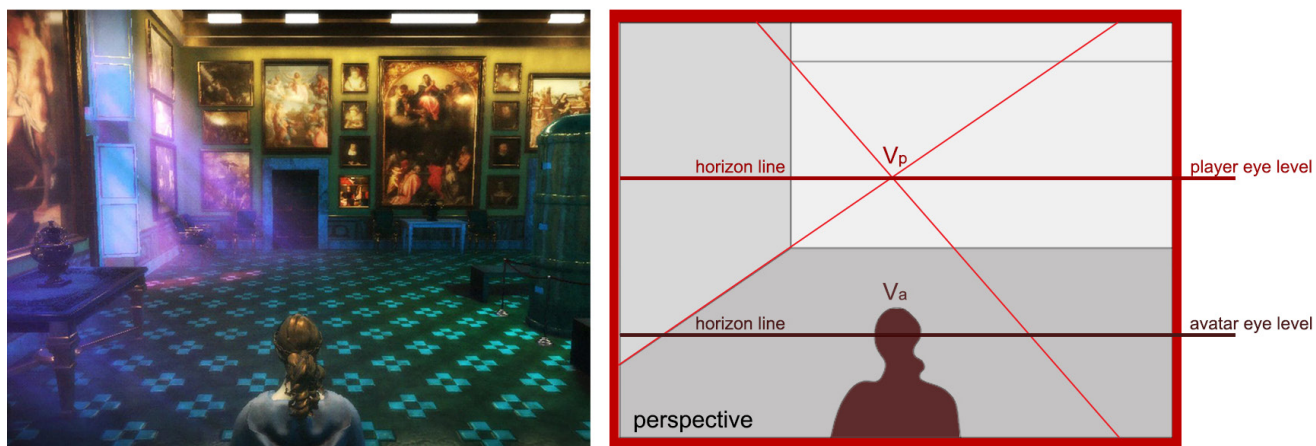 Vp
horizon line
player eye level
Va
horizon line
avatar eye level
perspective